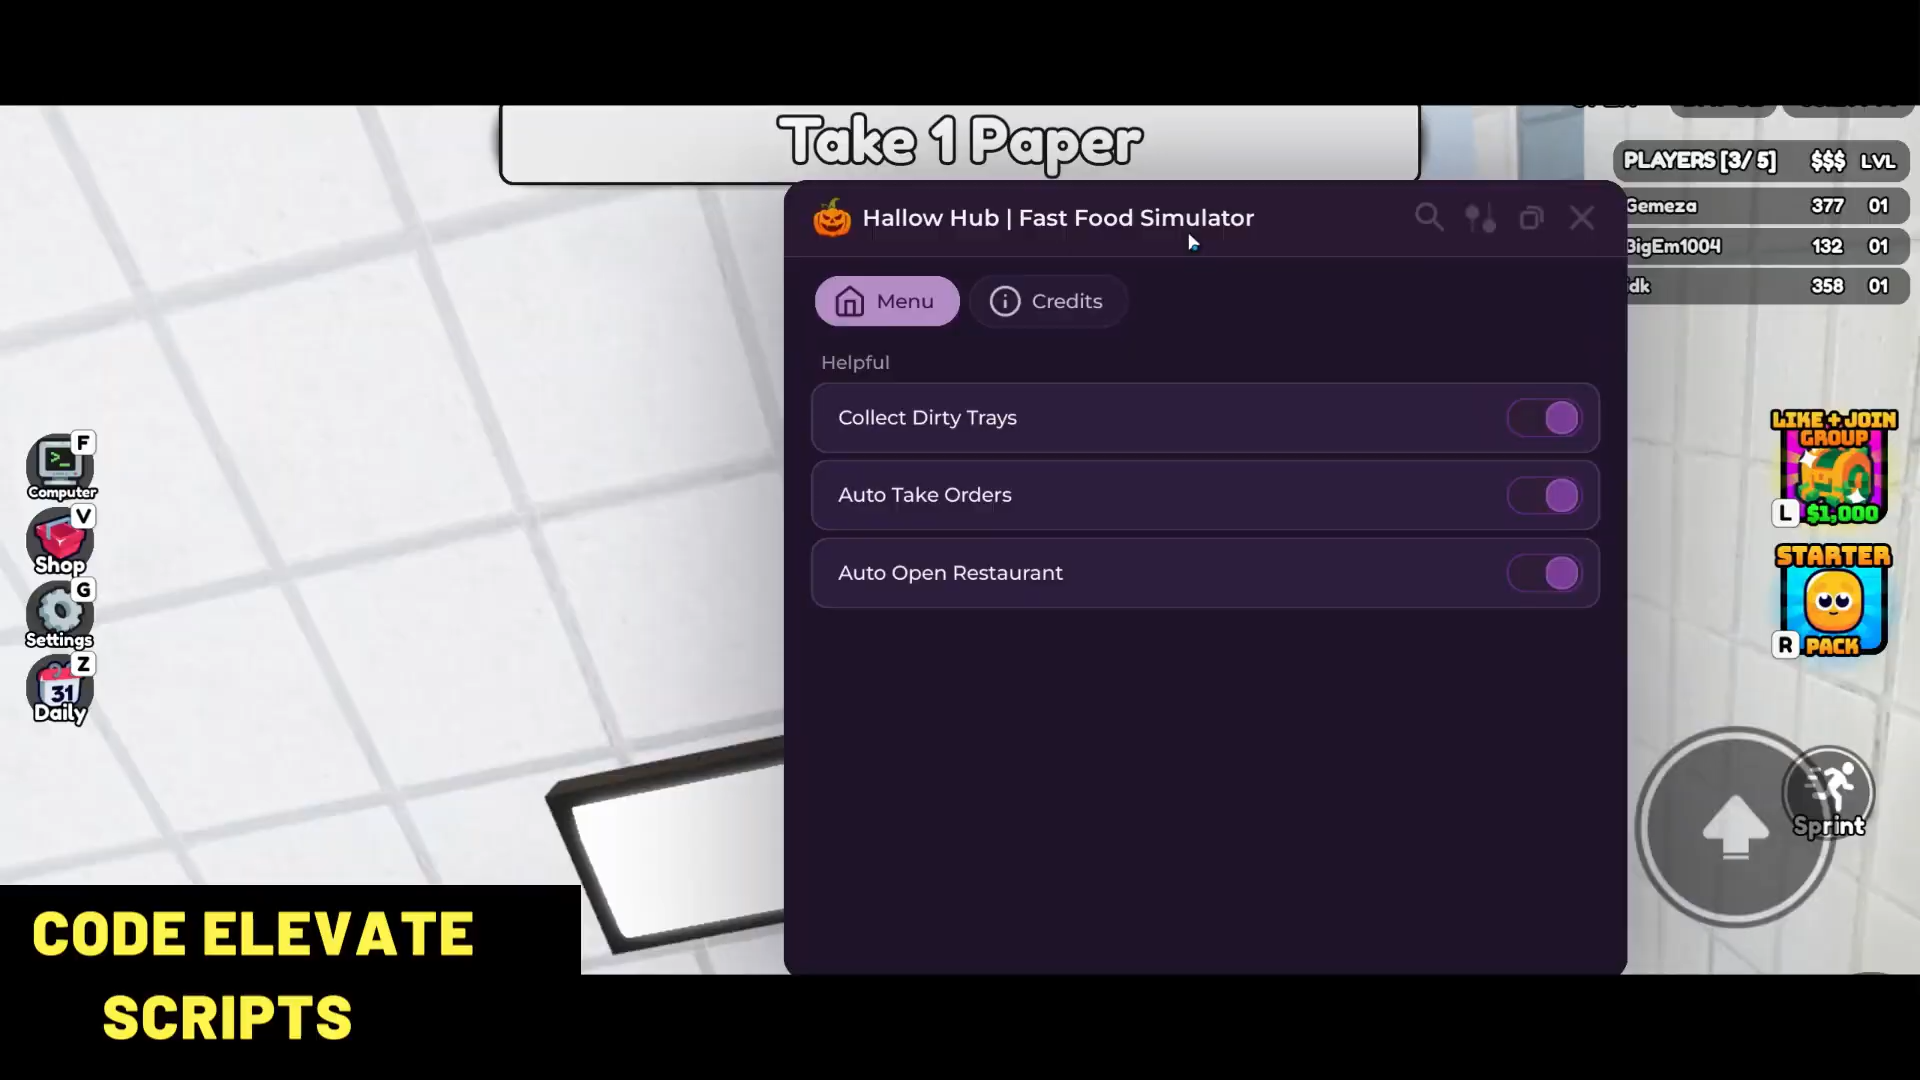 Take 1 Paper
PLAYERS [3/5] $$$ LVL
Gemeza 377 01
BigEm1004 132 01
idk 358 01
Hallow Hub | Fast Food Simulator
Menu
Credits
Helpful
Collect Dirty Trays
Auto Take Orders
Auto Open Restaurant
F
Computer
V
Shop
G
Settings
Z
31
Daily
LIKE + JOIN
GROUP
L $1,000
STARTER
R PACK
Sprint
CODE ELEVATE
SCRIPTS